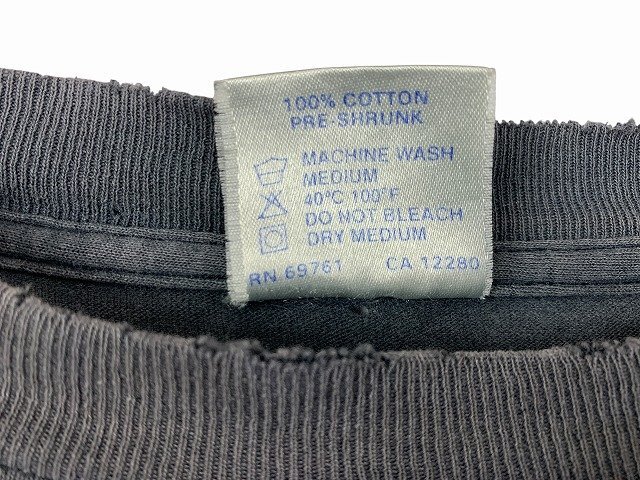 100% COTTON
PRE-SHRUNK
MACHINE WASH
MEDIUM
40°C 100°F
DO NOT BLEACH
DRY MEDIUM
RN 69761 CA 12280